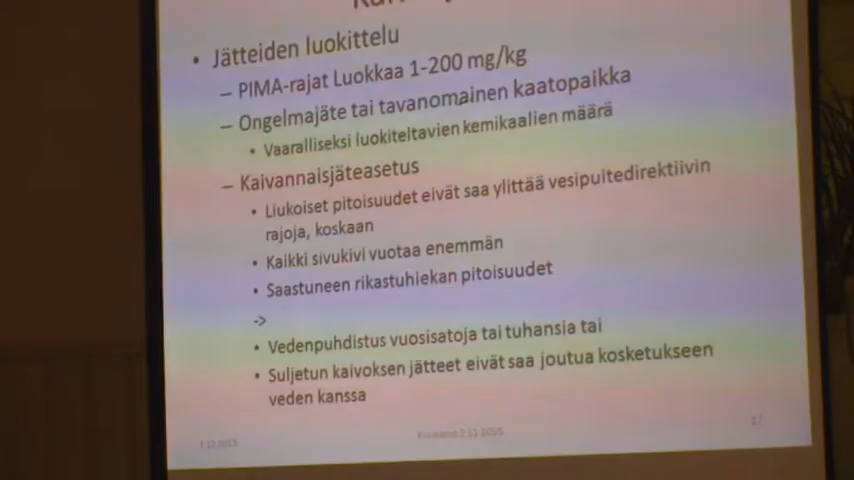 • Jätteiden luokittelu
– PIMA-rajat Luokkaa 1-200 mg/kg
– Ongelmajäte tai tavanomainen kaatopaikka
• Vaaralliseksi luokiteltavien kemikaalien määrä
– Kaivannaisjäteasetus
• Liukoiset pitoisuudet eivät saa ylittää vesipuitedirektiivin
rajoja, koskaan
• Kaikki sivukivi vuotaa enemmän
• Saastuneen rikastuhiekan pitoisuudet
->
• Vedenpuhdistus vuosisatoja tai tuhansia tai
• Suljetun kaivoksen jätteet eivät saa joutua kosketukseen
veden kanssa
17